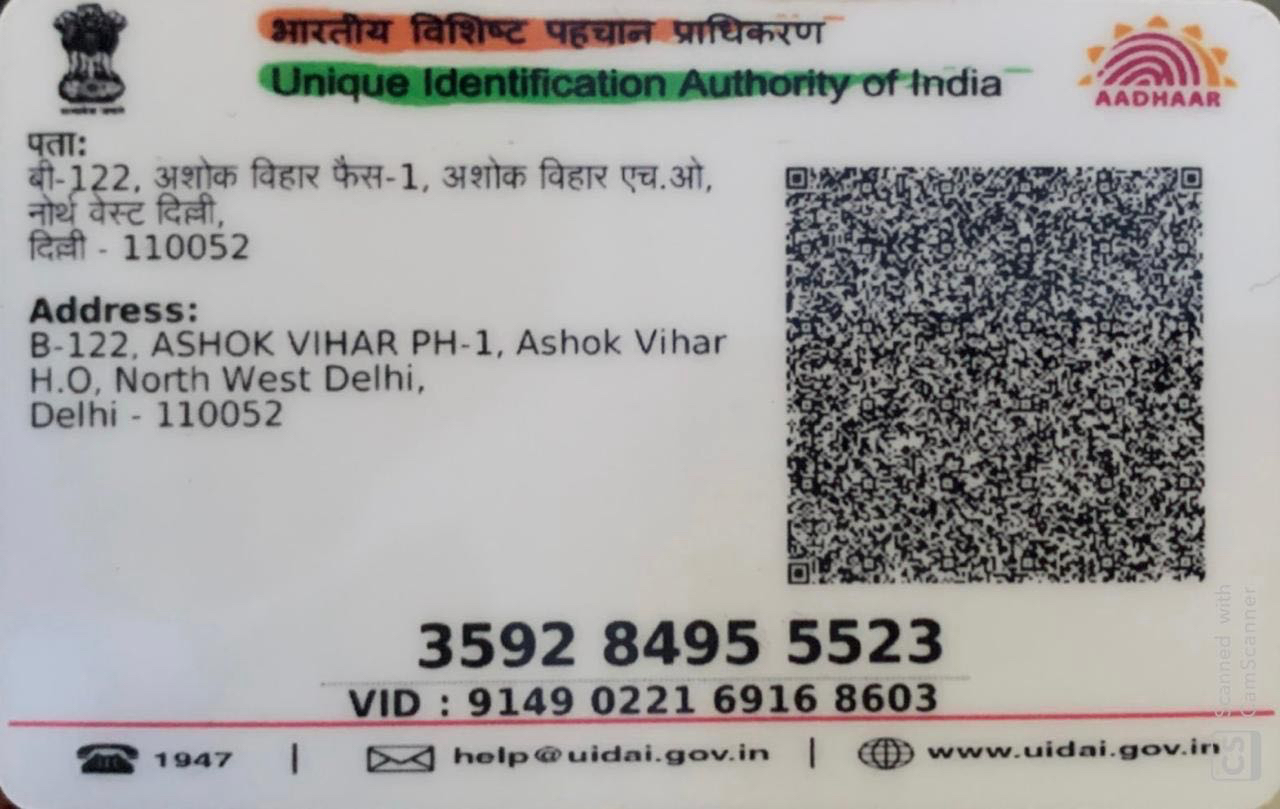 भारतीय विशिष्ट पहचान प्राधिकरण
Unique Identification Authority of India
AADHAAR
पता:
बी-122, अशोक विहार फैस-1, अशोक विहार एच.ओ,
नोर्थ वेस्ट दिल्ली,
दिल्ली - 110052
Address:
B-122, ASHOK VIHAR PH-1, Ashok Vihar
H.O, North West Delhi,
Delhi - 110052
3592 8495 5523
VID : 9149 0221 6916 8603
1947 | help@uidai.gov.in | www.uidai.gov.in
CS Scanned with
CamScanner